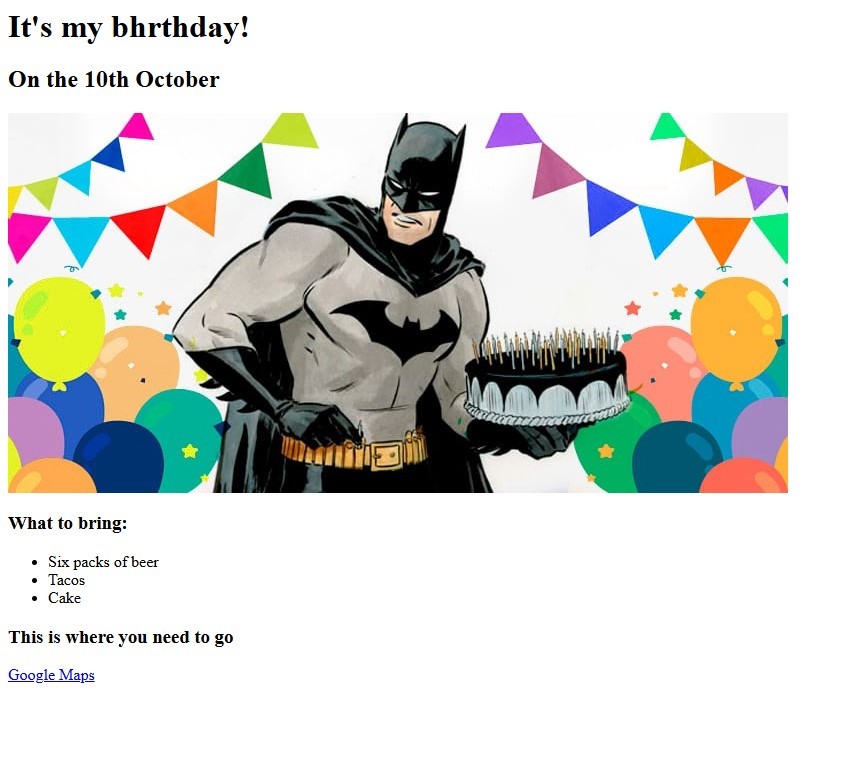 It's my bhrthday!
On the 10th October
What to bring:
Six packs of beer
Tacos
Cake
This is where you need to go
Google Maps